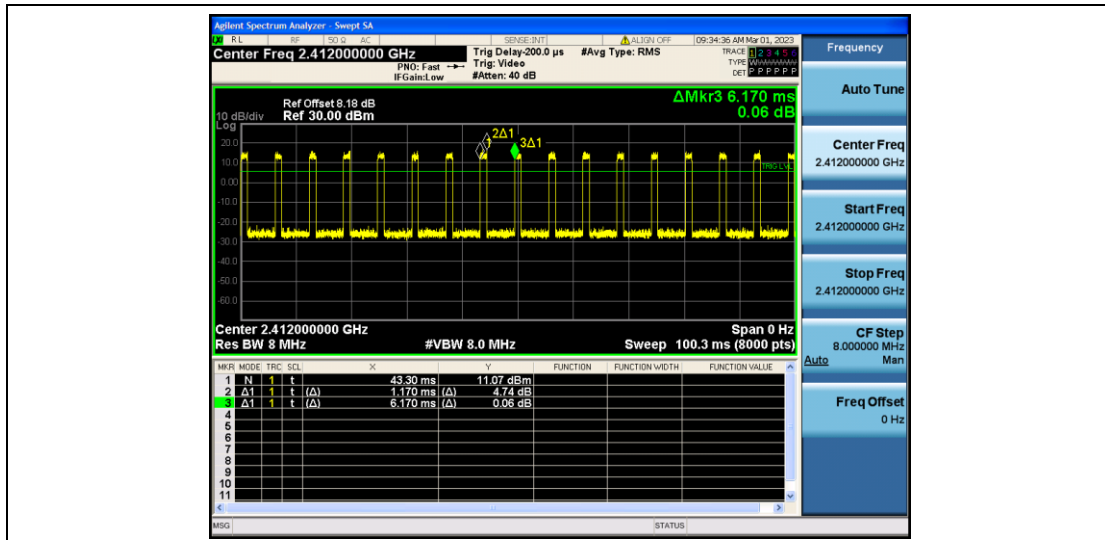 Agilent Spectrum Analyzer - Swept SA
RL RF 50 Ω AC SENSE:INT ALIGN OFF 09:34:36 AM Mar 01, 2023
Center Freq 2.412000000 GHz
PNO: Fast
IFGain:Low
Trig Delay-200.0 µs
Trig: Video
#Atten: 40 dB
#Avg Type: RMS
TRACE 1 2 3 4 5 6
TYPE
DET P P P P P P
Frequency
ΔMkr3 6.170 ms
0.06 dB
Ref Offset 8.18 dB
10 dB/div Ref 30.00 dBm
Log
20.0
10.0
0.00
-10.0
-20.0
-30.0
-40.0
-50.0
-60.0
2Δ1
3Δ1
TRIG LVL
Center 2.412000000 GHz Span 0 Hz
Res BW 8 MHz #VBW 8.0 MHz Sweep 100.3 ms (8000 pts)
MKR MODE TRC SCL X Y FUNCTION FUNCTION WIDTH FUNCTION VALUE
1 N 1 t 43.30 ms 11.07 dBm
2 Δ1 1 t (Δ) 1.170 ms (Δ) 4.74 dB
3 Δ1 1 t (Δ) 6.170 ms (Δ) 0.06 dB
4
5
6
7
8
9
10
11
MSG STATUS
Auto Tune
Center Freq
2.412000000 GHz
Start Freq
2.412000000 GHz
Stop Freq
2.412000000 GHz
CF Step
8.000000 MHz
Auto Man
Freq Offset
0 Hz